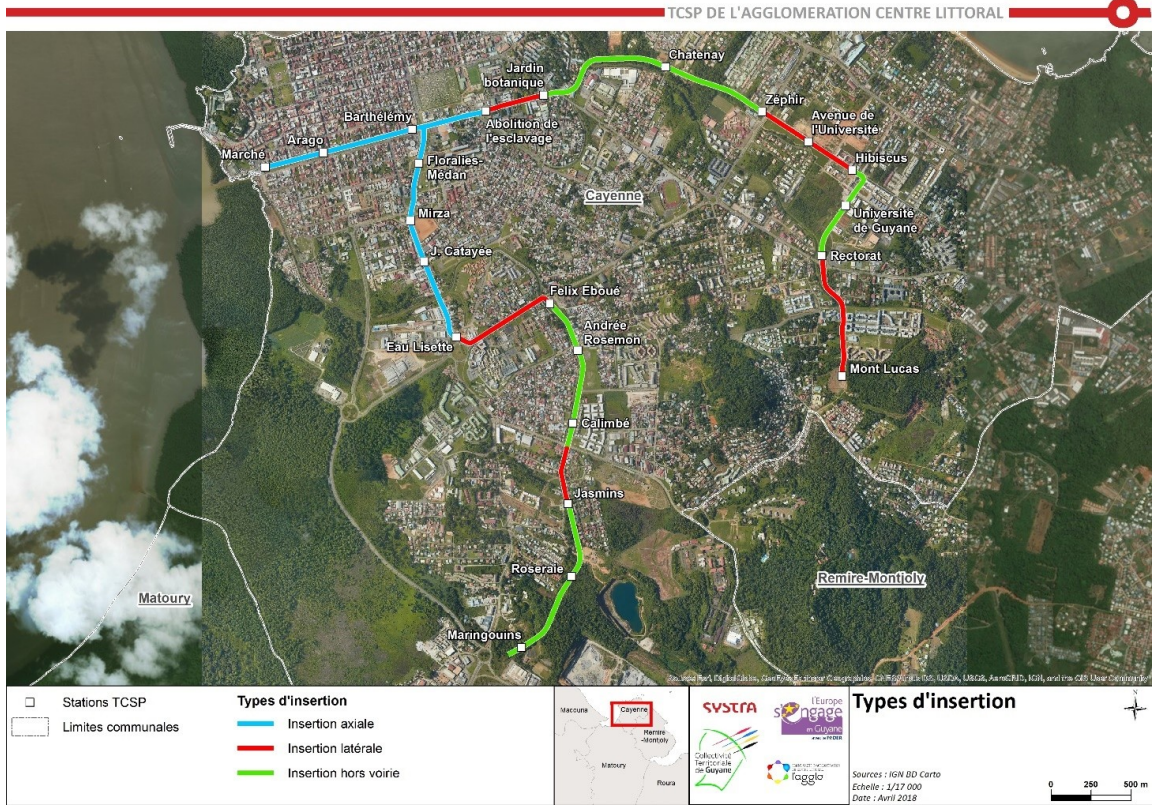 TCSP DE L'AGGLOMERATION CENTRE LITTORAL
Chatenay
Jardin
botanique
Zéphir
Abolition de
l'esclavage
Avenue de
l'Université
Barthélémy
Arago
Marché
Floralies-
Médan
Hibiscus
Cayenne
Université
de Guyane
Mirza
J. Catayée
Rectorat
Felix Eboué
Andrée
Rosemon
Eau Lisette
Mont Lucas
Calimbé
Jasmins
Roseraie
Remire-Montjoly
Matoury
Maringouins
Stations TCSP
Limites communales
Types d'insertion
Insertion axiale
Insertion latérale
Insertion hors voirie
Macouria
Cayenne
Remire
-Montjoly
Matoury
Roura
SYSTRA
l'Europe
s'engage
en Guyane
Collectivité
Territoriale
de Guyane
l'agglo
Types d'insertion
N
Sources : IGN BD Carto
Echelle : 1/17 000
Date : Avril 2018
0 250 500 m